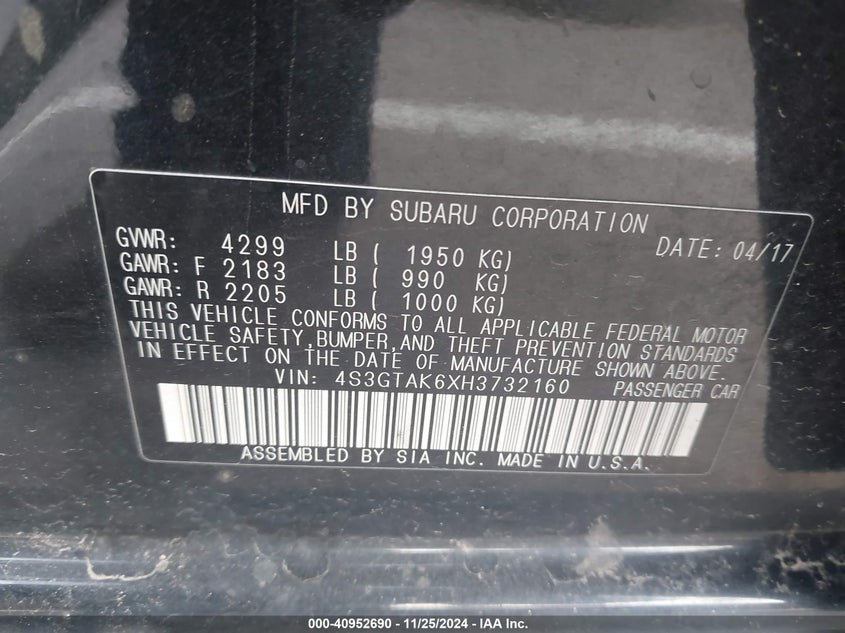 MFD BY SUBARU CORPORATION
GVWR: 4299 LB ( 1950 KG) DATE: 04/17
GAWR: F 2183 LB ( 990 KG)
GAWR: R 2205 LB ( 1000 KG)
THIS VEHICLE CONFORMS TO ALL APPLICABLE FEDERAL MOTOR
VEHICLE SAFETY, BUMPER, AND THEFT PREVENTION STANDARDS
IN EFFECT ON THE DATE OF MANUFACTURE SHOWN ABOVE.
VIN: 4S3GTAK6XH3732160 PASSENGER CAR
ASSEMBLED BY SIA INC. MADE IN U.S.A.
000-40952690 - 11/25/2024 - IAA Inc.